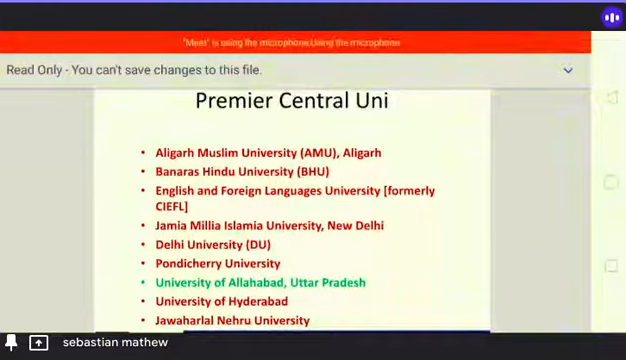 "Meet" is using the microphone.Using the microphone
Read Only - You can't save changes to this file.
Premier Central Uni
• Aligarh Muslim University (AMU), Aligarh
• Banaras Hindu University (BHU)
• English and Foreign Languages University [formerly
CIEFL]
• Jamia Millia Islamia University, New Delhi
• Delhi University (DU)
• Pondicherry University
• University of Allahabad, Uttar Pradesh
• University of Hyderabad
• Jawaharlal Nehru University
sebastian mathew